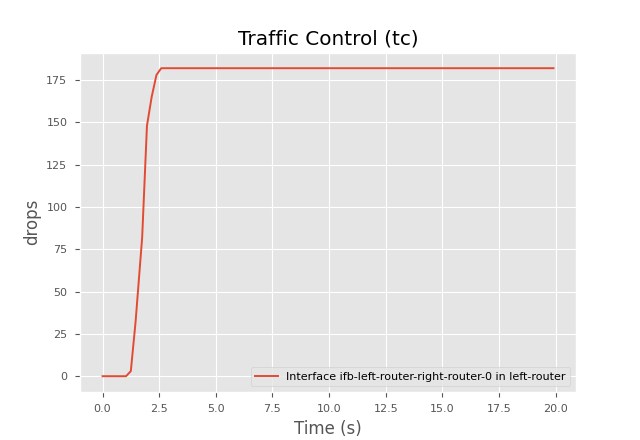 Traffic Control (tc)
175
150
125
100
75
50
25
0
drops
Interface ifb-left-router-right-router-0 in left-router
0.0 2.5 5.0 7.5 10.0 12.5 15.0 17.5 20.0
Time (s)